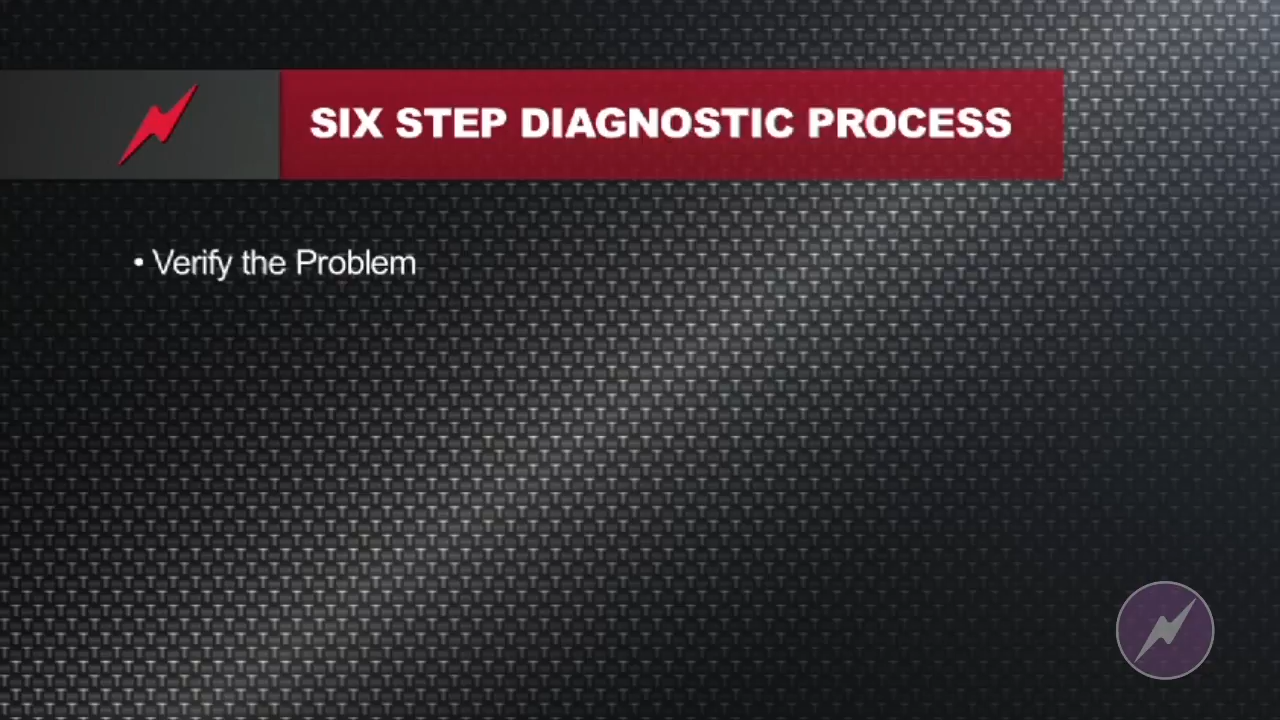 SIX STEP DIAGNOSTIC PROCESS
• Verify the Problem